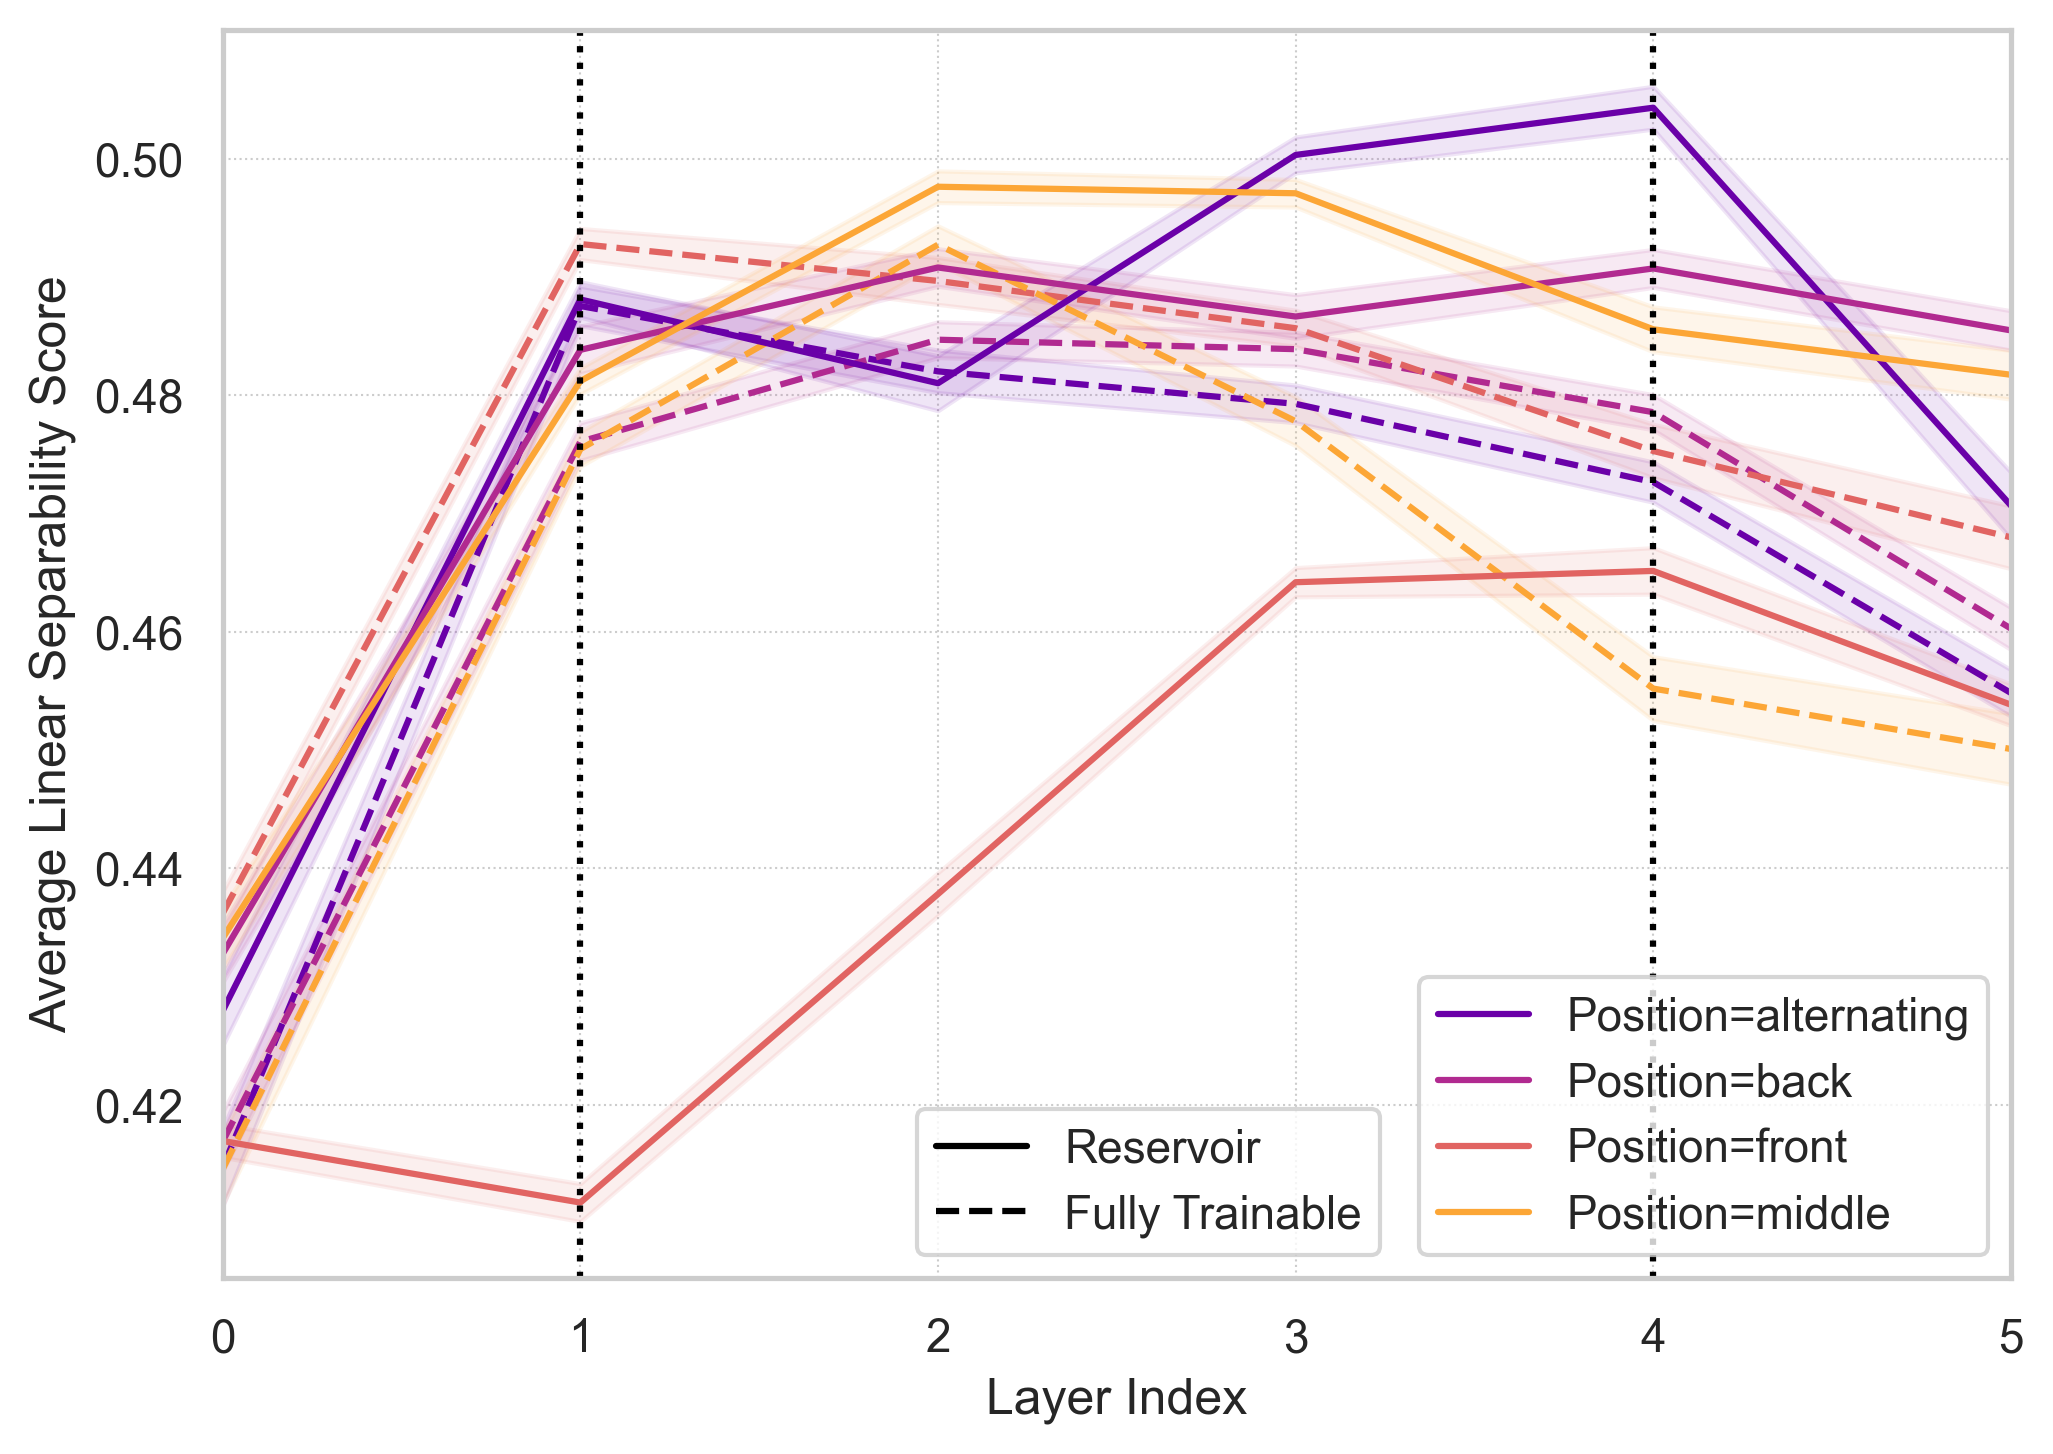 0.50
0.48
0.46
0.44
0.42
Average Linear Separability Score
Reservoir
Fully Trainable
Position=alternating
Position=back
Position=front
Position=middle
0 1 2 3 4 5
Layer Index